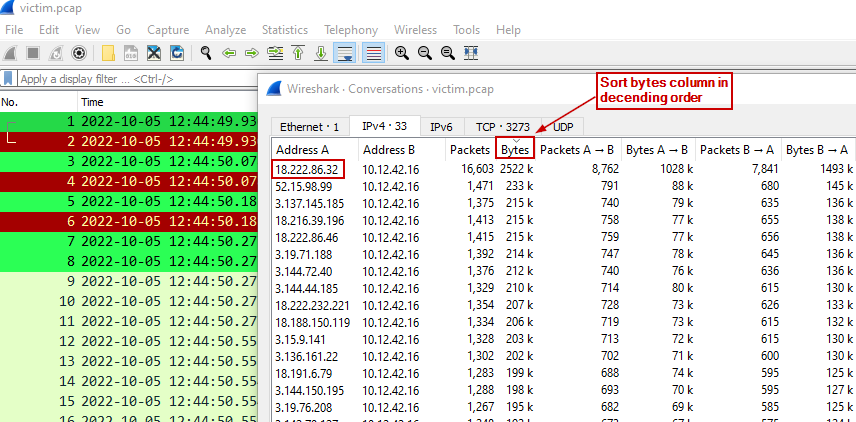 victim.pcap
File Edit View Go Capture Analyze Statistics Telephony Wireless Tools Help
Apply a display filter ... <Ctrl-/>
No. Time
1 2022-10-05 12:44:49.93
2 2022-10-05 12:44:49.93
3 2022-10-05 12:44:50.07
4 2022-10-05 12:44:50.07
5 2022-10-05 12:44:50.18
6 2022-10-05 12:44:50.18
7 2022-10-05 12:44:50.27
8 2022-10-05 12:44:50.27
9 2022-10-05 12:44:50.27
10 2022-10-05 12:44:50.27
11 2022-10-05 12:44:50.27
12 2022-10-05 12:44:50.55
13 2022-10-05 12:44:50.55
14 2022-10-05 12:44:50.55
15 2022-10-05 12:44:50.55
16 2022-10-05 12:44:50.55
Wireshark · Conversations · victim.pcap
Sort bytes column in
decending order
Ethernet · 1 IPv4 · 33 IPv6 TCP · 3273 UDP
Address A Address B Packets Bytes Packets A → B Bytes A → B Packets B → A Bytes B → A
18.222.86.32 10.12.42.16 16,603 2522 k 8,762 1028 k 7,841 1493 k
52.15.98.99 10.12.42.16 1,471 233 k 791 88 k 680 145 k
3.137.145.185 10.12.42.16 1,375 215 k 740 79 k 635 136 k
18.216.39.196 10.12.42.16 1,413 215 k 758 77 k 655 138 k
18.222.86.46 10.12.42.16 1,415 215 k 759 77 k 656 138 k
3.19.71.188 10.12.42.16 1,392 214 k 747 78 k 645 136 k
3.144.72.40 10.12.42.16 1,376 212 k 740 76 k 636 136 k
3.144.44.185 10.12.42.16 1,329 210 k 714 80 k 615 130 k
18.222.232.221 10.12.42.16 1,354 207 k 728 73 k 626 133 k
18.188.150.119 10.12.42.16 1,334 206 k 719 73 k 615 132 k
3.15.9.141 10.12.42.16 1,328 203 k 713 72 k 615 130 k
3.136.161.22 10.12.42.16 1,302 202 k 702 71 k 600 130 k
18.191.6.79 10.12.42.16 1,283 199 k 688 74 k 595 125 k
3.144.150.195 10.12.42.16 1,288 198 k 693 70 k 595 127 k
3.19.76.208 10.12.42.16 1,267 195 k 682 69 k 585 125 k